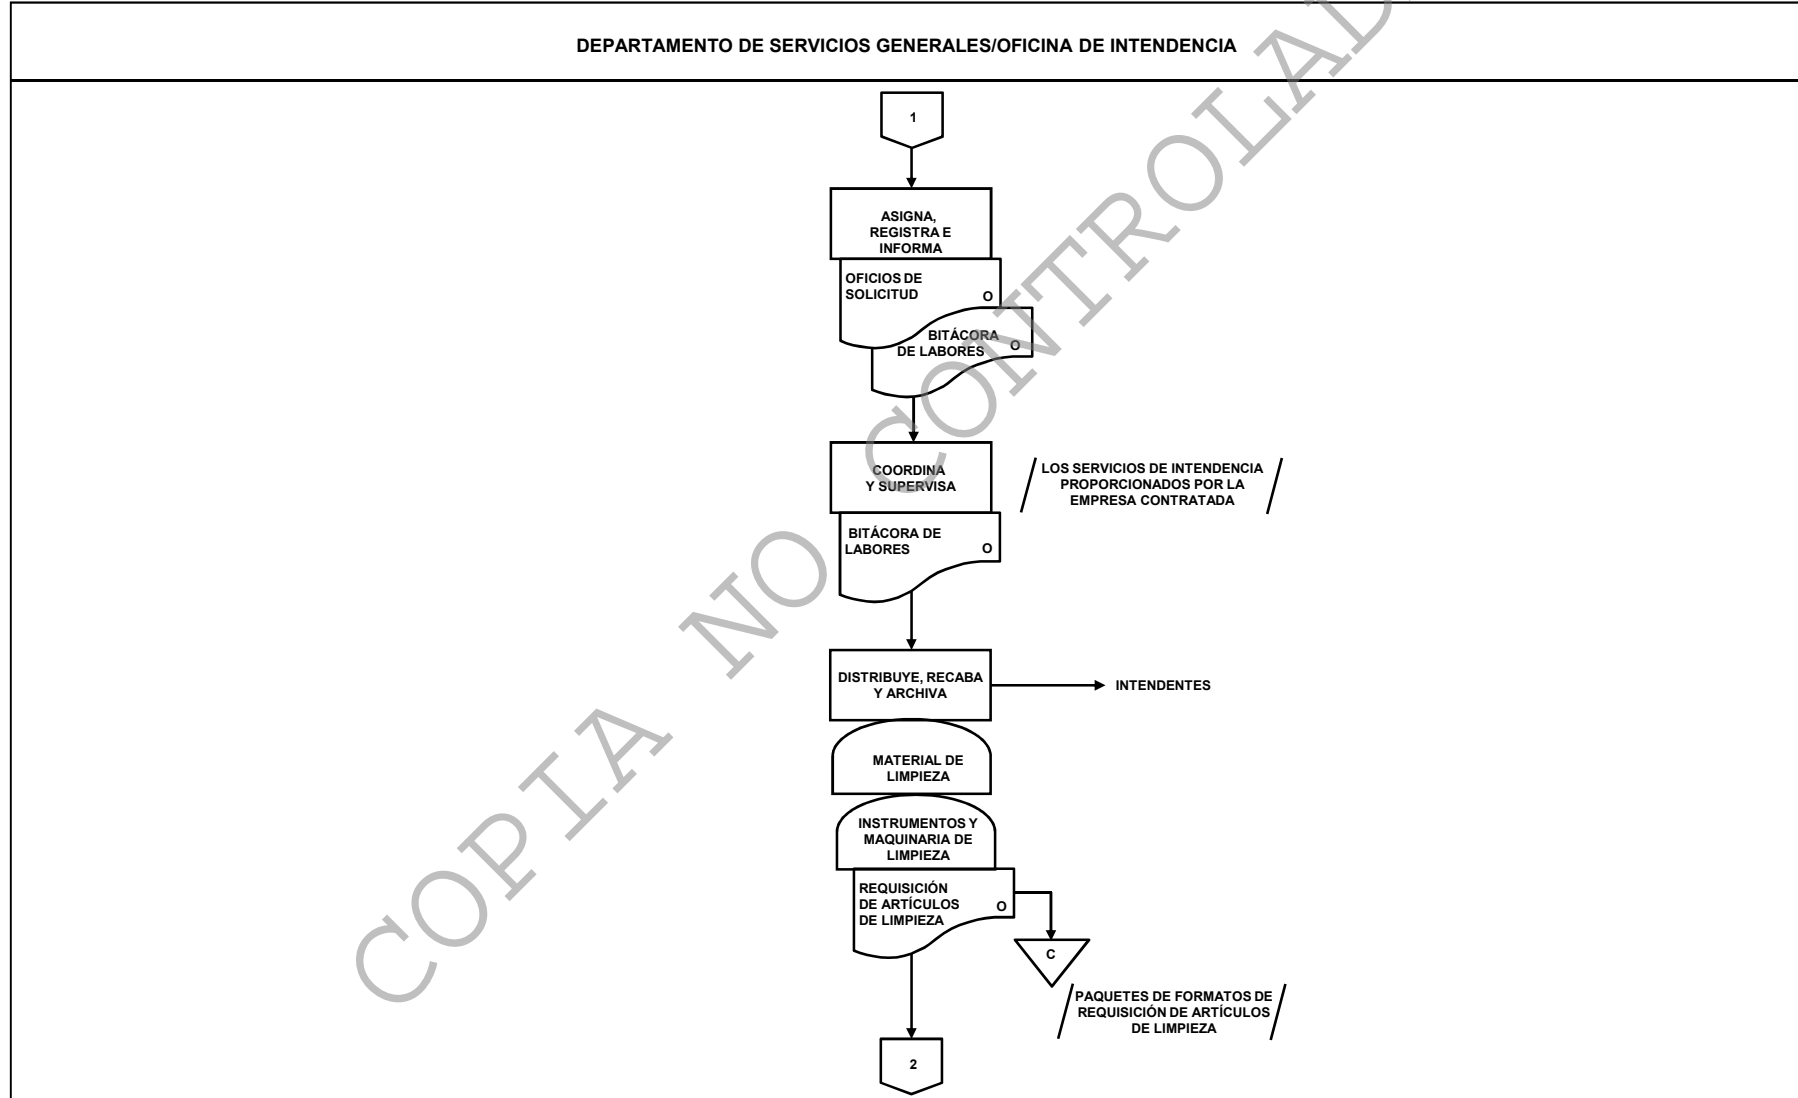 DEPARTAMENTO DE SERVICIOS GENERALES/OFICINA DE INTENDENCIA
1
ASIGNA,
REGISTRA E
INFORMA
OFICIOS DE
SOLICITUD
O
BITÁCORA
DE LABORES
O
COORDINA
Y SUPERVISA
LOS SERVICIOS DE INTENDENCIA
PROPORCIONADOS POR LA
EMPRESA CONTRATADA
BITÁCORA DE
LABORES
O
DISTRIBUYE, RECABA
Y ARCHIVA
INTENDENTES
MATERIAL DE
LIMPIEZA
INSTRUMENTOS Y
MAQUINARIA DE
LIMPIEZA
REQUISICIÓN
DE ARTÍCULOS
DE LIMPIEZA
O
C
PAQUETES DE FORMATOS DE
REQUISICIÓN DE ARTÍCULOS
DE LIMPIEZA
2
COPIA NO CONTROLAD